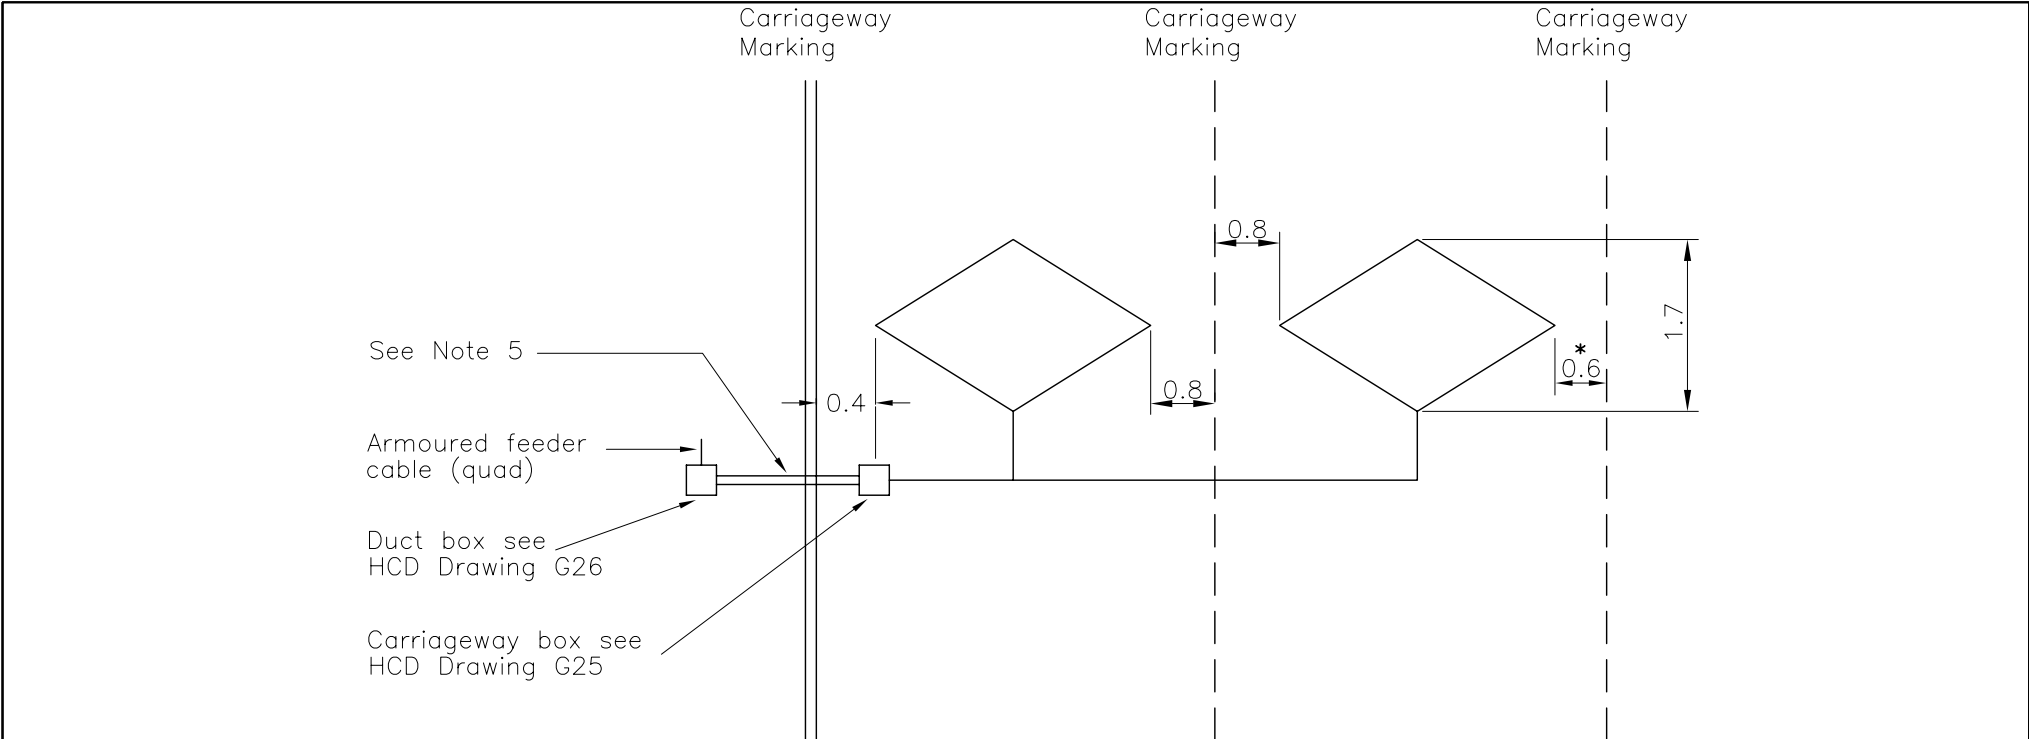 Carriageway
Marking
Carriageway
Marking
Carriageway
Marking
0.8
1.7
See Note 5
*
0.6
0.8
0.4
Armoured feeder
cable (quad)
Duct box see
HCD Drawing G26
Carriageway box see
HCD Drawing G25